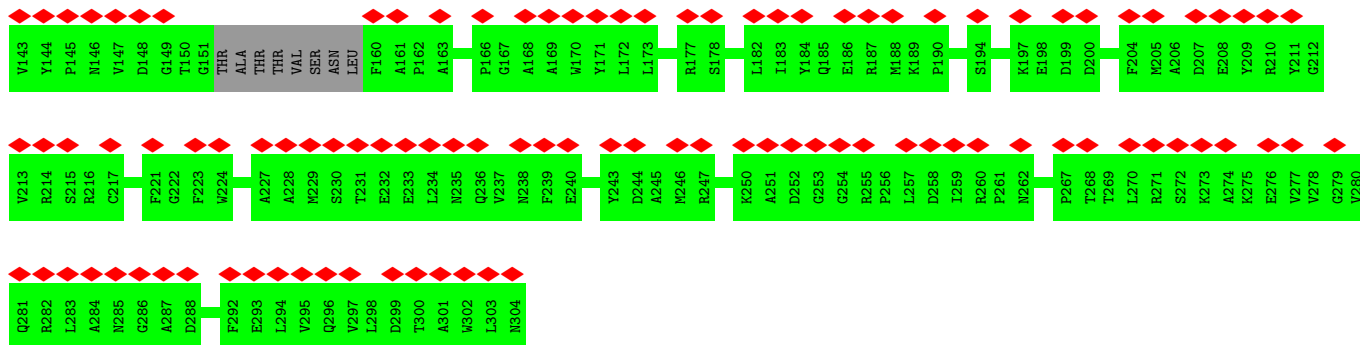 V143 Y144 P145 N146 V147 D148 G149 T150 G151 THR ALA THR THR VAL SER ASN LEU F160 A161 P162 A163 P166 G167 A168 A169 W170 Y171 L172 L173 R177 S178 L182 I183 Y184 Q185 E186 R187 M188 K189 P190 S194 K197 E198 D199 D200 F204 M205 A206 D207 E208 Y209 R210 Y211 G212
V213 R214 S215 R216 C217 F221 G222 F223 W224 A227 A228 M229 S230 T231 E232 E233 L234 N235 Q236 V237 N238 F239 E240 Y243 D244 A245 M246 R247 K250 A251 D252 G253 G254 R255 P256 L257 D258 I259 R260 P261 N262 P267 T268 T269 L270 R271 S272 K273 A274 K275 E276 V277 V278 G279 V280
Q281 R282 L283 A284 N285 G286 A287 D288 F292 E293 L294 V295 Q296 V297 L298 D299 T300 A301 W302 L303 N304